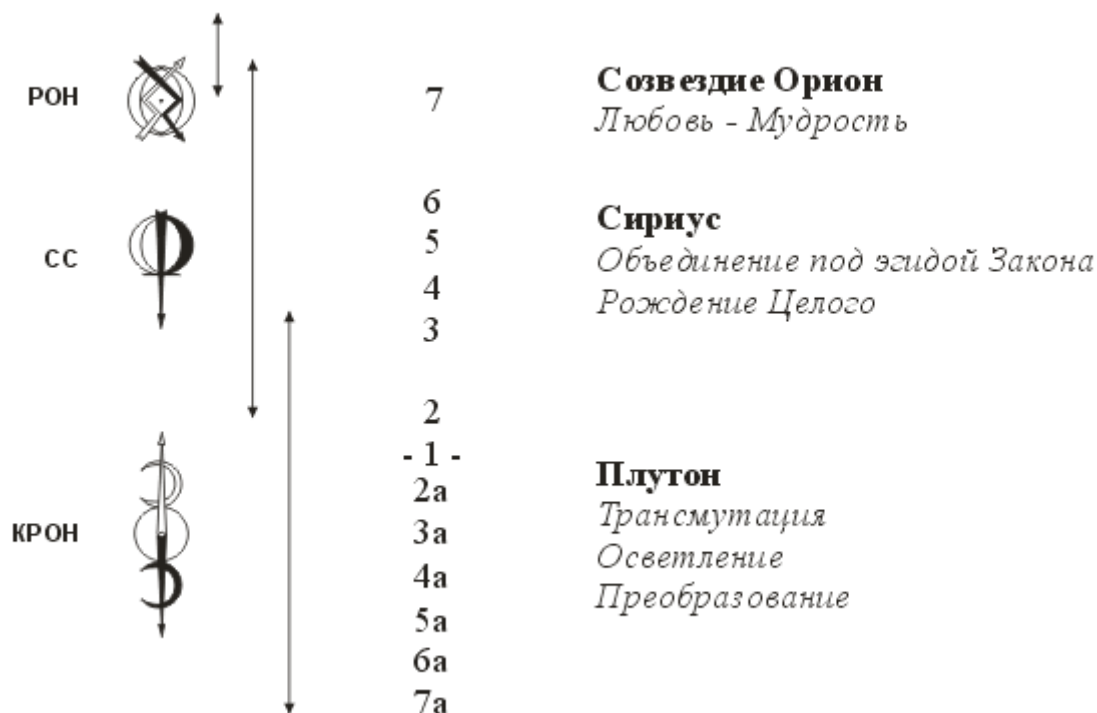 РОН
7
Созвездие Орион
Любовь - Мудрость
6
Сириус
5
СС
Объединение под эгидой Закона
4
Рождение Целого
3
2
- 1 -
Плутон
2а
Трансмутация
КРОН
3а
Осветление
4а
Преобразование
5а
6а
7а